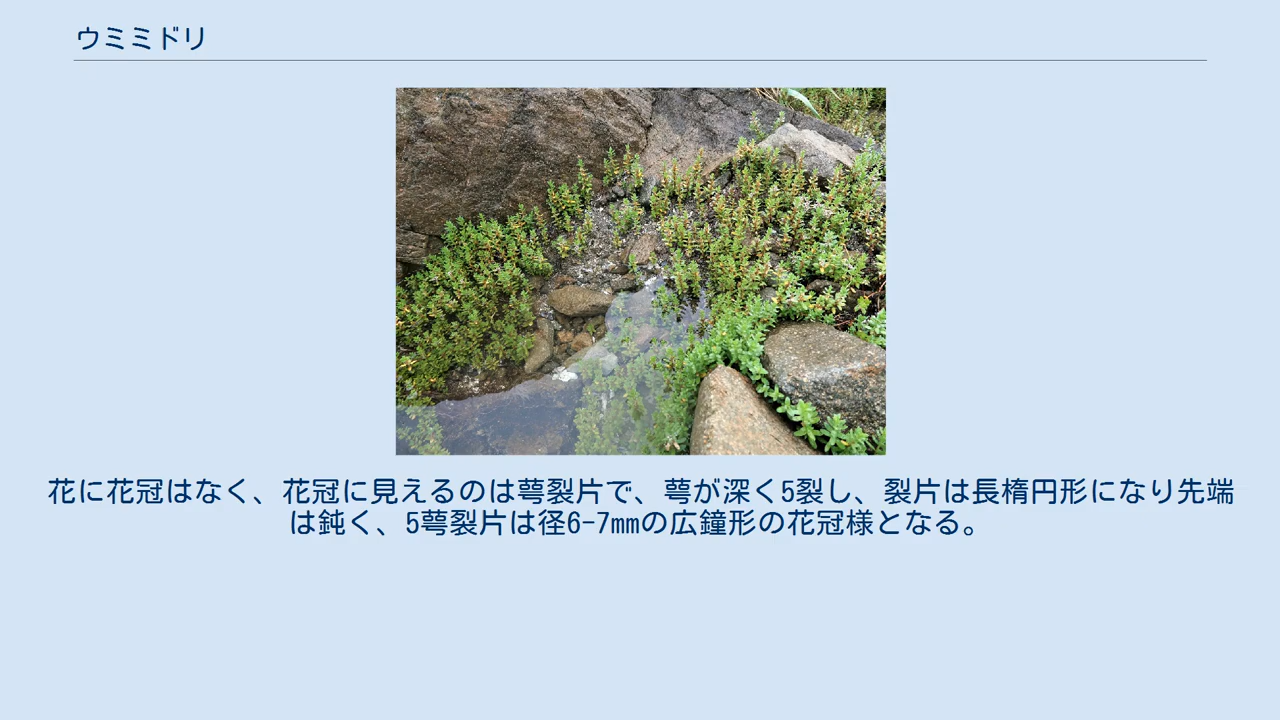 ウミミドリ
花に花冠はなく、花冠に見えるのは萼裂片で、萼が深く5裂し、裂片は長楕円形になり先端
は鈍く、5萼裂片は径6-7mmの広鐘形の花冠様となる。